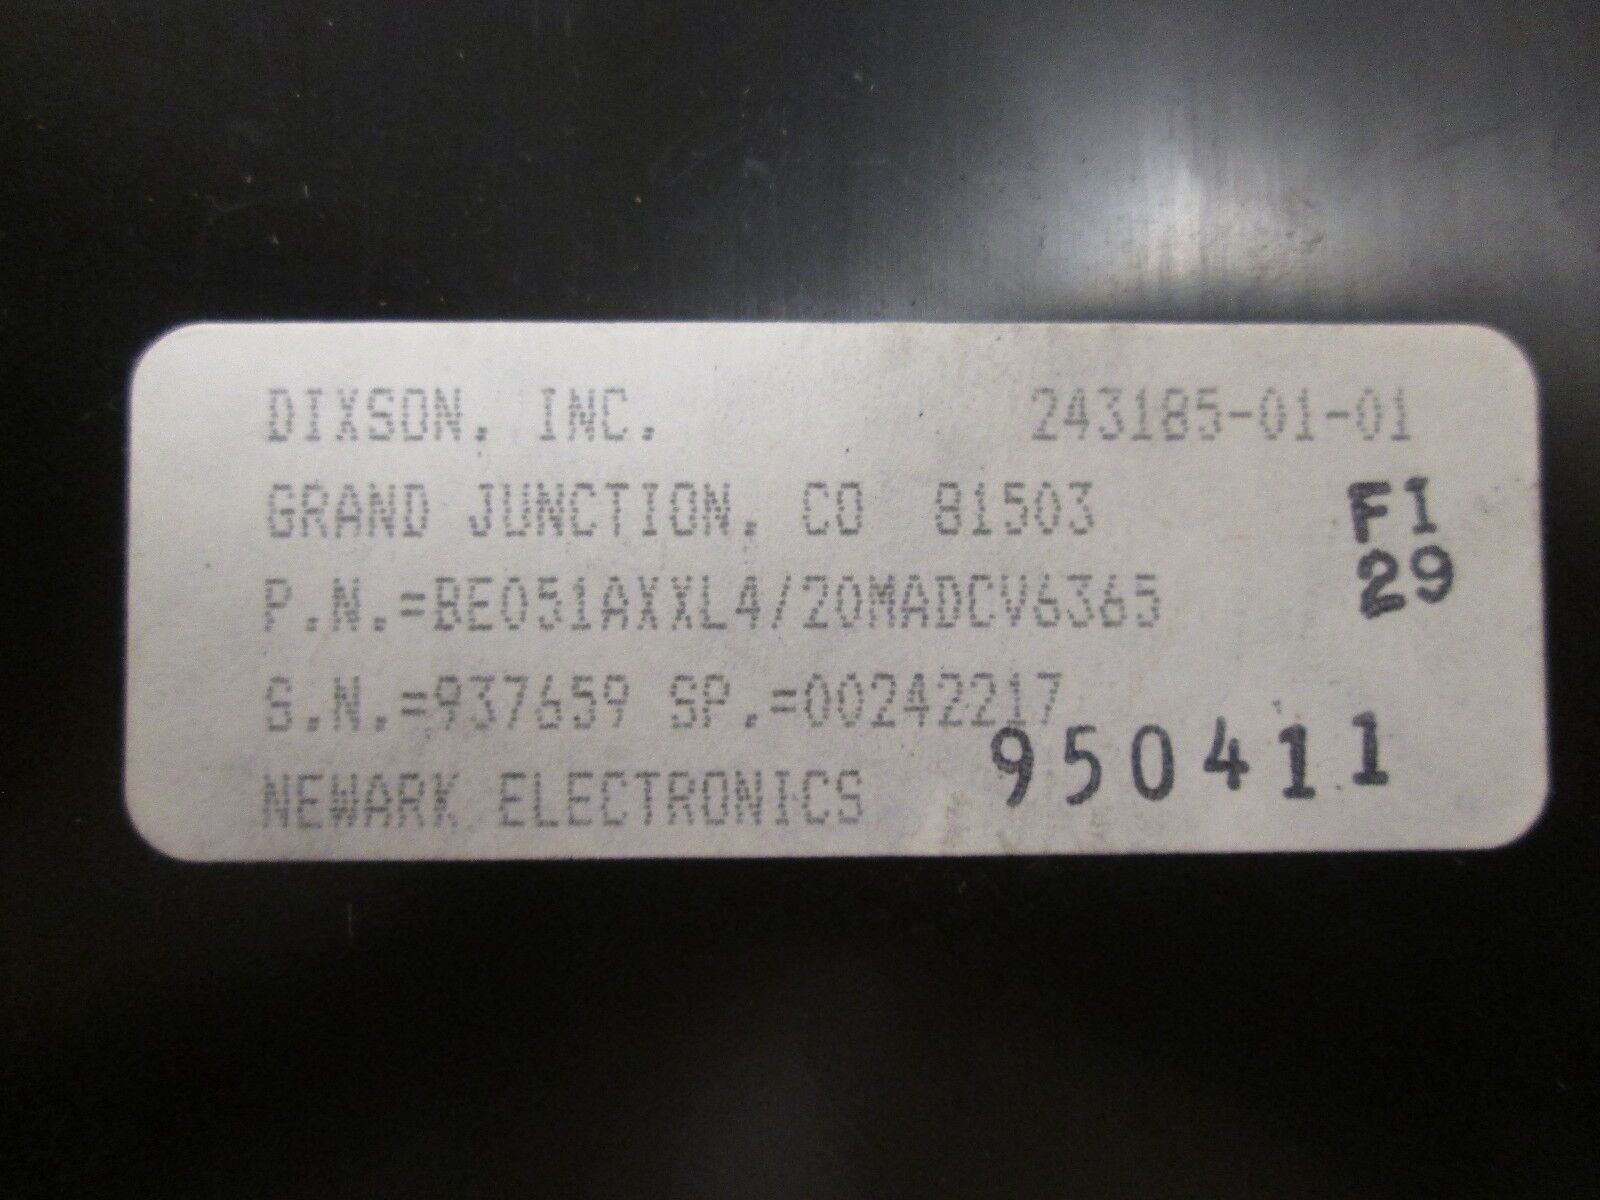 DIXSON, INC. 243185-01-01
GRAND JUNCTION, CO 81503
FI
29
P.N.=BE051AXXL4/20MADCV6365
S.N.=937659 SP.=00242217
950411
NEWARK ELECTRONICS